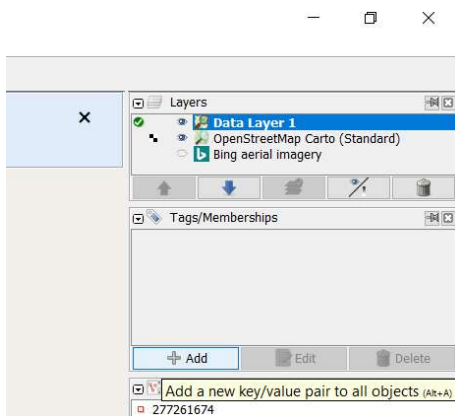 Layers
Data Layer 1
OpenStreetMap Carto (Standard)
Bing aerial imagery
Tags/Memberships
Add Edit Delete
Add a new key/value pair to all objects (Alt+A)
277261674